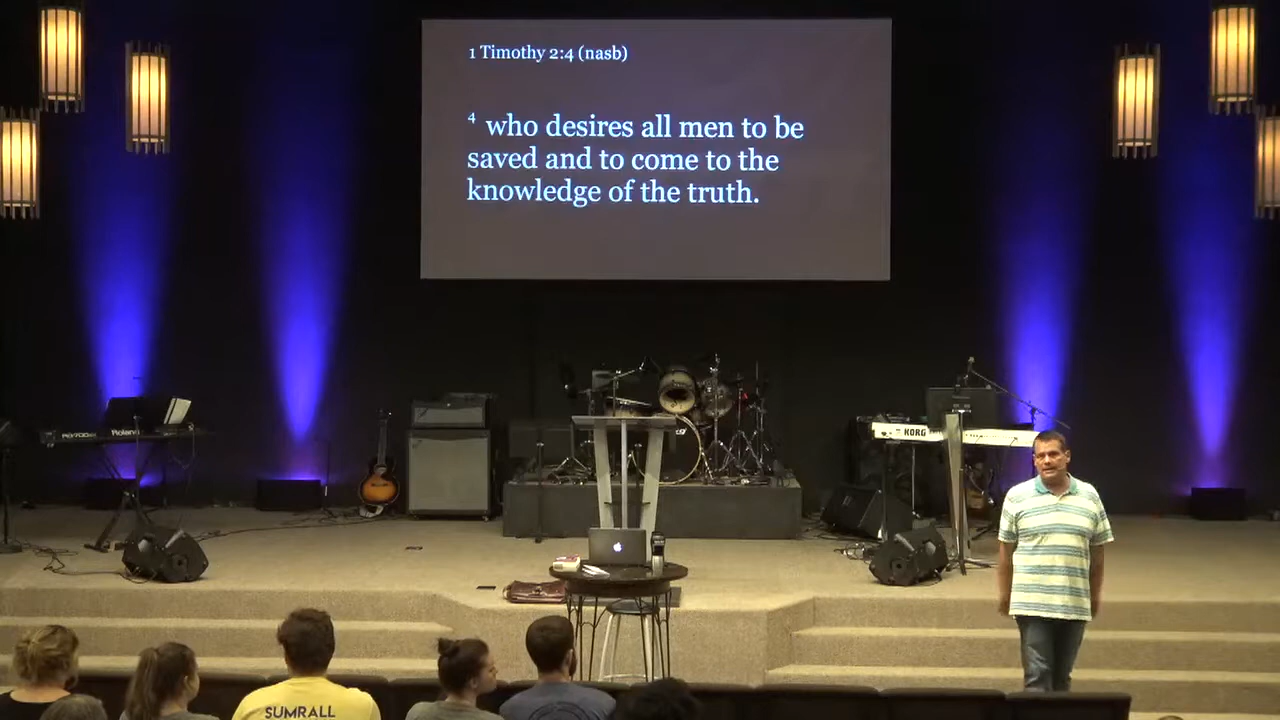 1 Timothy 2:4 (nasb)
4 who desires all men to be
saved and to come to the
knowledge of the truth.
Roland
KORG
SUMRALL